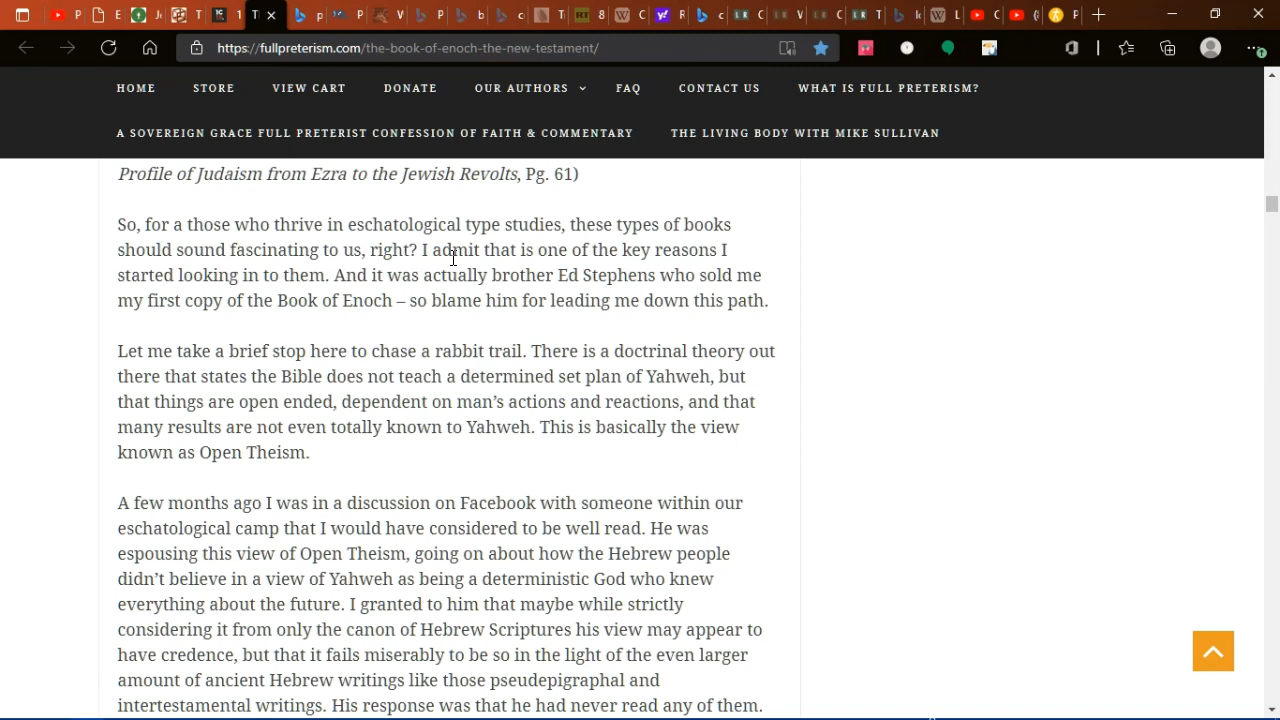 https://fullpreterism.com/the-book-of-enoch-the-new-testament/
HOME STORE VIEW CART DONATE OUR AUTHORS FAQ CONTACT US WHAT IS FULL PRETERISM?
A SOVEREIGN GRACE FULL PRETERIST CONFESSION OF FAITH & COMMENTARY THE LIVING BODY WITH MIKE SULLIVAN
Profile of Judaism from Ezra to the Jewish Revolts, Pg. 61)
So, for a those who thrive in eschatological type studies, these types of books
should sound fascinating to us, right? I admit that is one of the key reasons I
started looking in to them. And it was actually brother Ed Stephens who sold me
my first copy of the Book of Enoch – so blame him for leading me down this path.
Let me take a brief stop here to chase a rabbit trail. There is a doctrinal theory out
there that states the Bible does not teach a determined set plan of Yahweh, but
that things are open ended, dependent on man’s actions and reactions, and that
many results are not even totally known to Yahweh. This is basically the view
known as Open Theism.
A few months ago I was in a discussion on Facebook with someone within our
eschatological camp that I would have considered to be well read. He was
espousing this view of Open Theism, going on about how the Hebrew people
didn’t believe in a view of Yahweh as being a deterministic God who knew
everything about the future. I granted to him that maybe while strictly
considering it from only the canon of Hebrew Scriptures his view may appear to
have credence, but that it fails miserably to be so in the light of the even larger
amount of ancient Hebrew writings like those pseudepigraphal and
intertestamental writings. His response was that he had never read any of them.